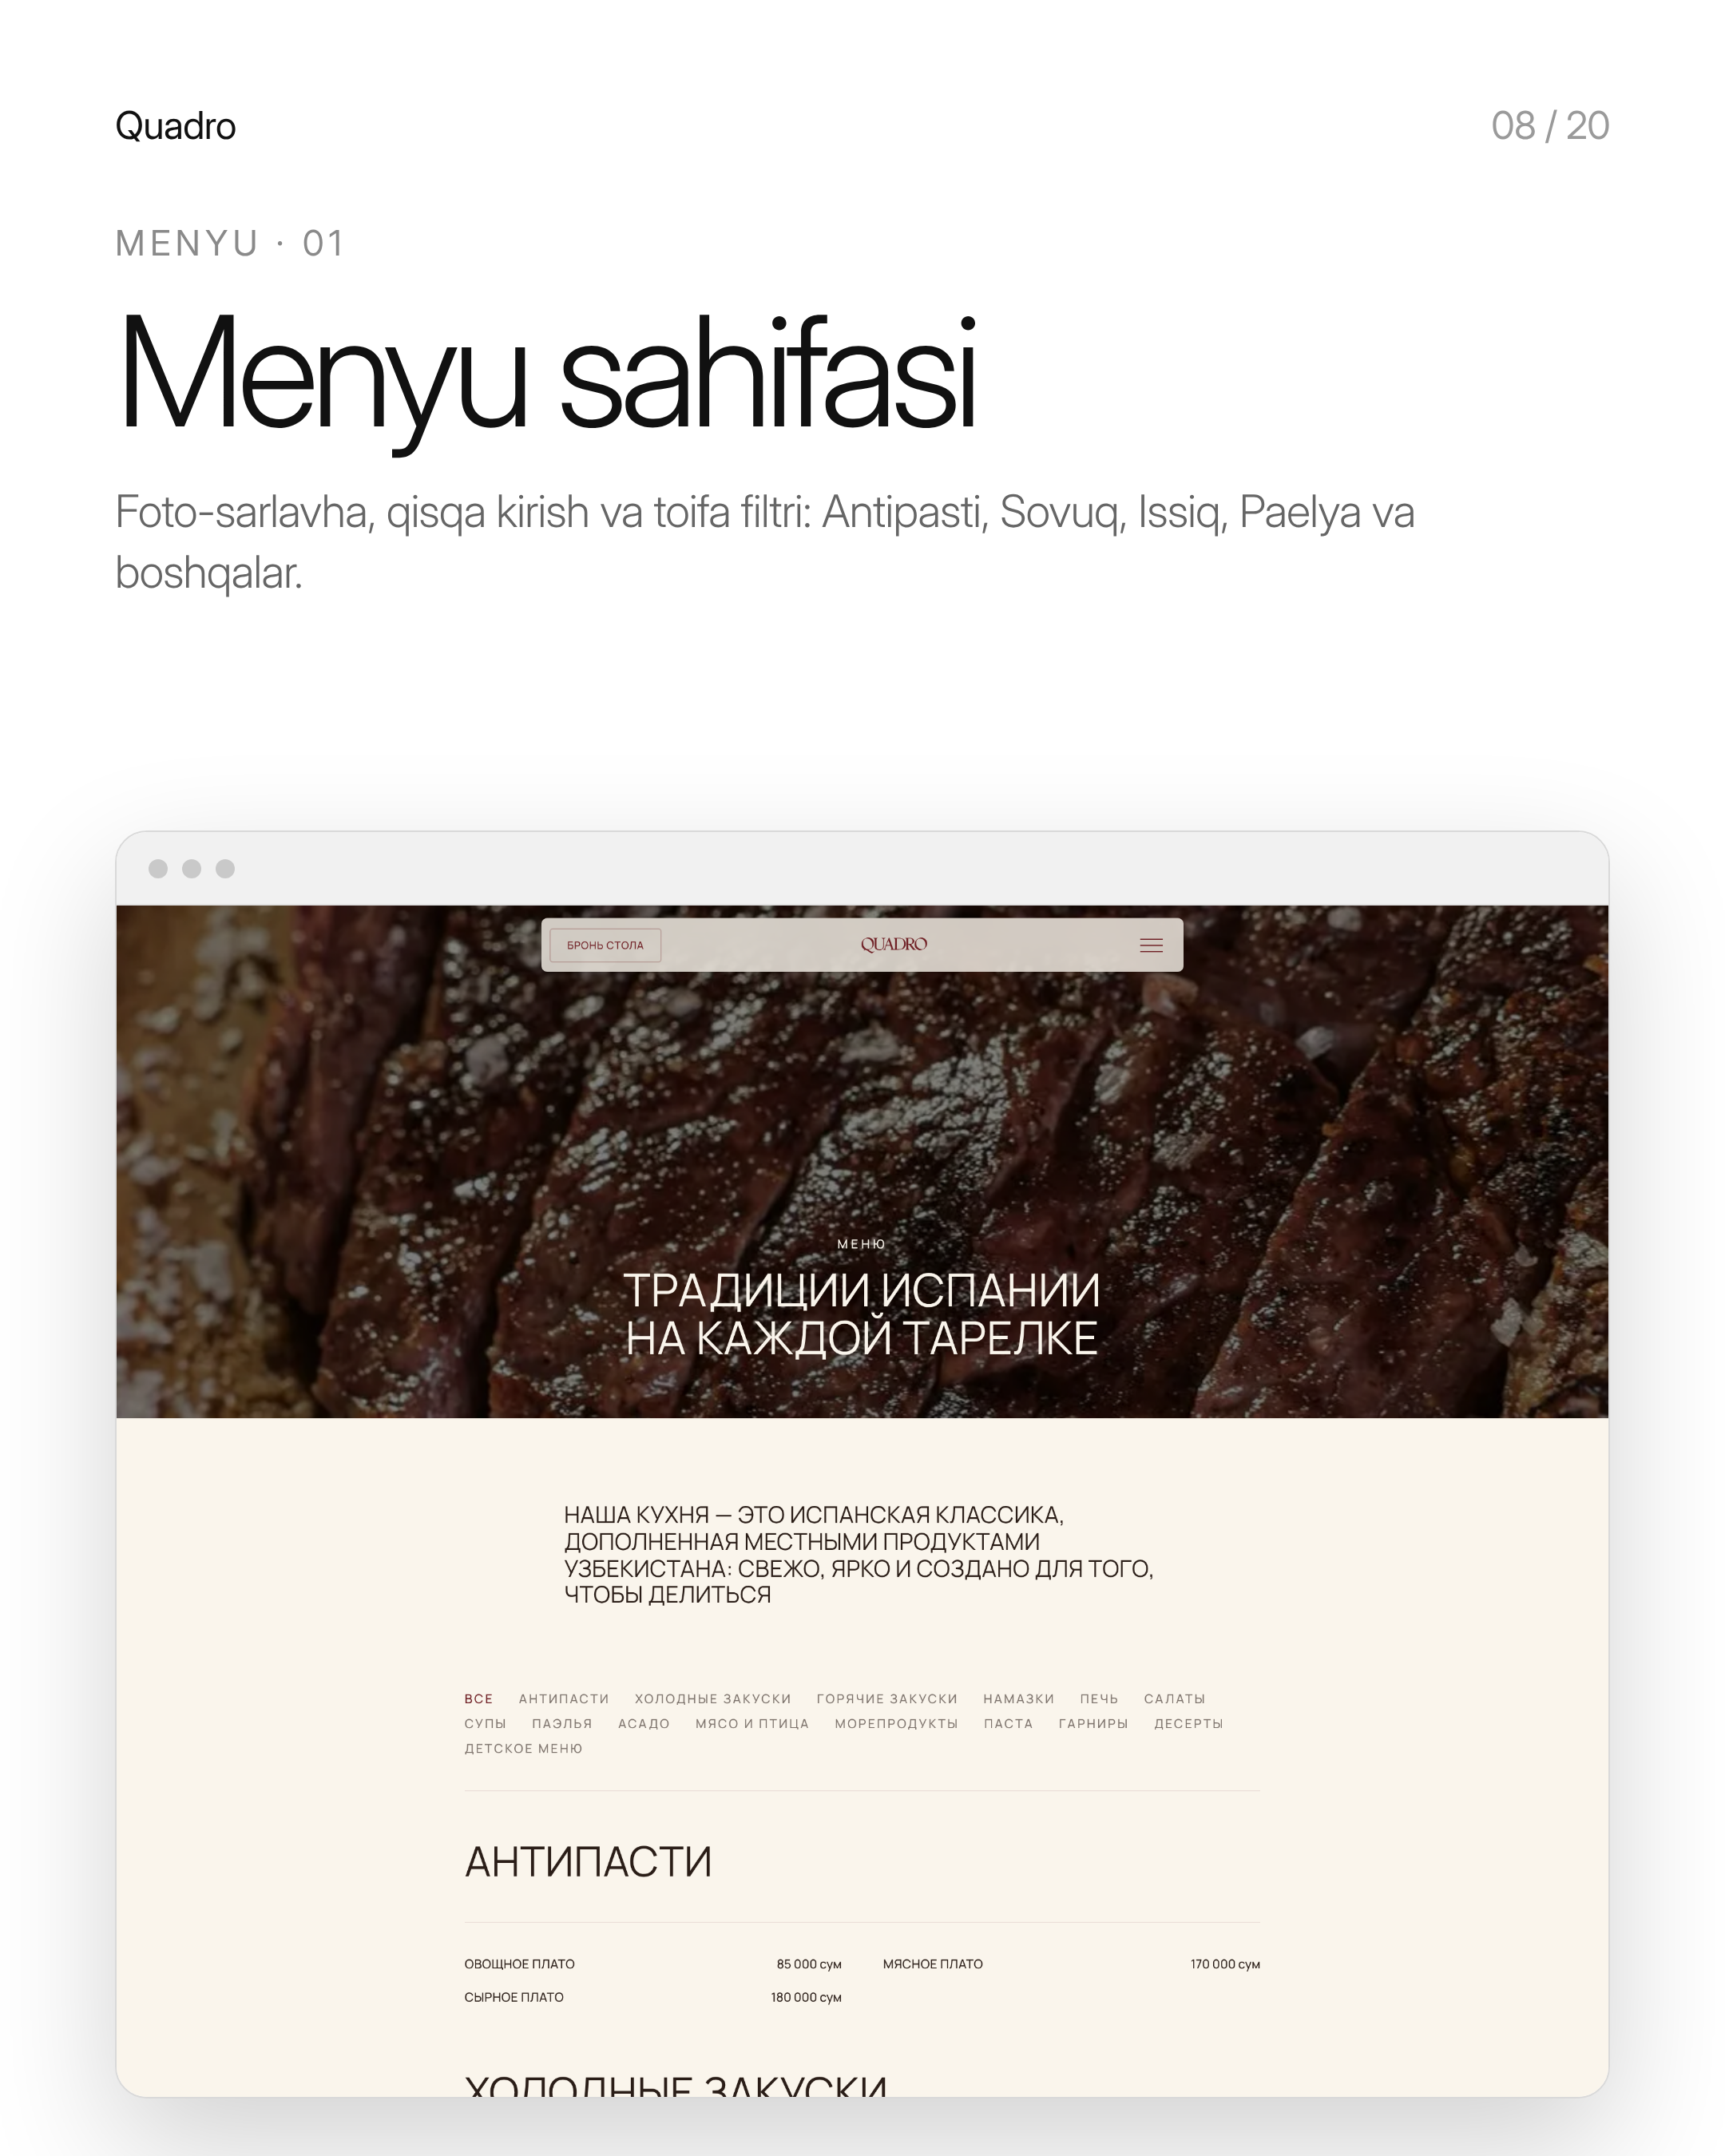 Quadro
08 / 20
MENYU · 01
Menyu sahifasi
Foto-sarlavha, qisqa kirish va toifa filtri: Antipasti, Sovuq, Issiq, Paelya va
boshqalar.
БРОНЬ СТОЛА
QUADRO
МЕНЮ
ТРАДИЦИИ ИСПАНИИ
НА КАЖДОЙ ТАРЕЛКЕ
НАША КУХНЯ — ЭТО ИСПАНСКАЯ КЛАССИКА,
ДОПОЛНЕННАЯ МЕСТНЫМИ ПРОДУКТАМИ
УЗБЕКИСТАНА: СВЕЖО, ЯРКО И СОЗДАНО ДЛЯ ТОГО,
ЧТОБЫ ДЕЛИТЬСЯ
ВСЕ АНТИПАСТИ ХОЛОДНЫЕ ЗАКУСКИ ГОРЯЧИЕ ЗАКУСКИ НАМАЗКИ ПЕЧЬ САЛАТЫ
СУПЫ ПАЭЛЬЯ АСАДО МЯСО И ПТИЦА МОРЕПРОДУКТЫ ПАСТА ГАРНИРЫ ДЕСЕРТЫ
ДЕТСКОЕ МЕНЮ
АНТИПАСТИ
ОВОЩНОЕ ПЛАТО 85 000 сум МЯСНОЕ ПЛАТО 170 000 сум
СЫРНОЕ ПЛАТО 180 000 сум
ХОЛОДНЫЕ ЗАКУСКИ